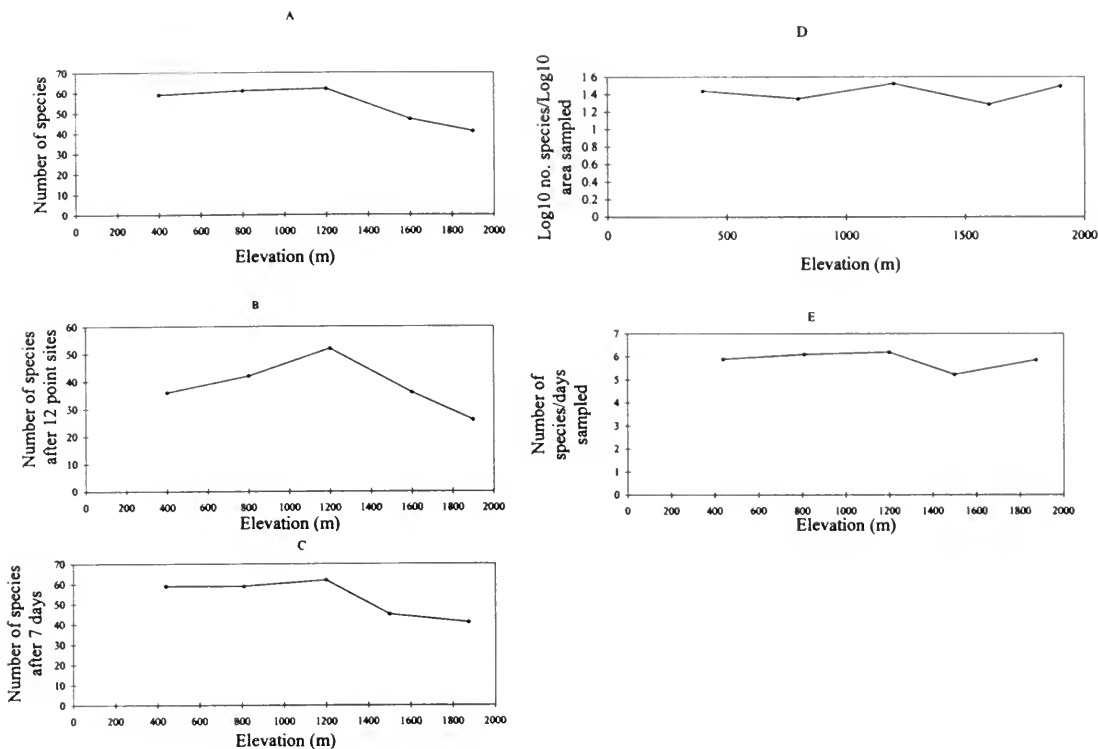 A
Number of species
70
60
50
40
30
20
10
0
0 200 400 600 800 1000 1200 1400 1600 1800 2000
Elevation (m)
B
Number of species
after 12 point sites
60
50
40
30
20
10
0
0 200 400 600 800 1000 1200 1400 1600 1800 2000
Elevation (m)
C
Number of species
after 7 days
70
60
50
40
30
20
10
0
0 200 400 600 800 1000 1200 1400 1600 1800 2000
Elevation (m)
D
Log10 no. species/Log10
area sampled
1 6
1.4
1.2
1
0.8
0.6
0.4
0.2
0
0 500 1000 1500 2000
Elevation (m)
E
Number of
species/days
sampled
7
6
5
4
3
2
1
0
0 200 400 600 800 1000 1200 1400 1600 1800 2000
Elevation (m)